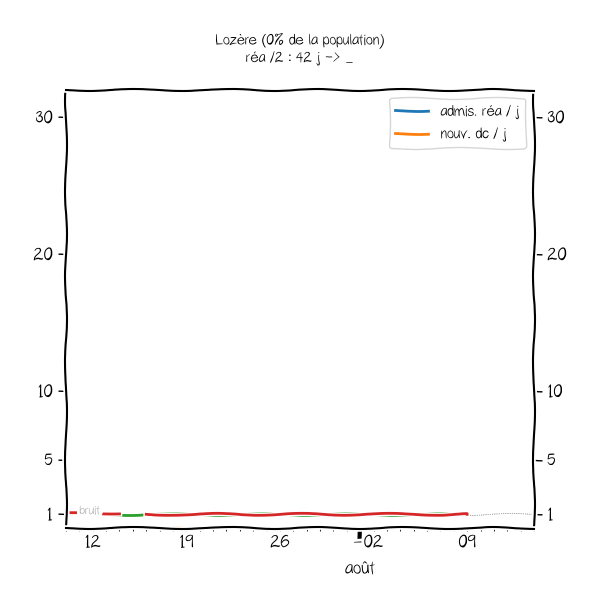 Lozère (0% de la population)
réa /2 : 42 j -> _
admis. réa / j
nouv. dc / j
30
30
20
20
10
10
5
5
bruit
1
1
12
19
26
02
09
août